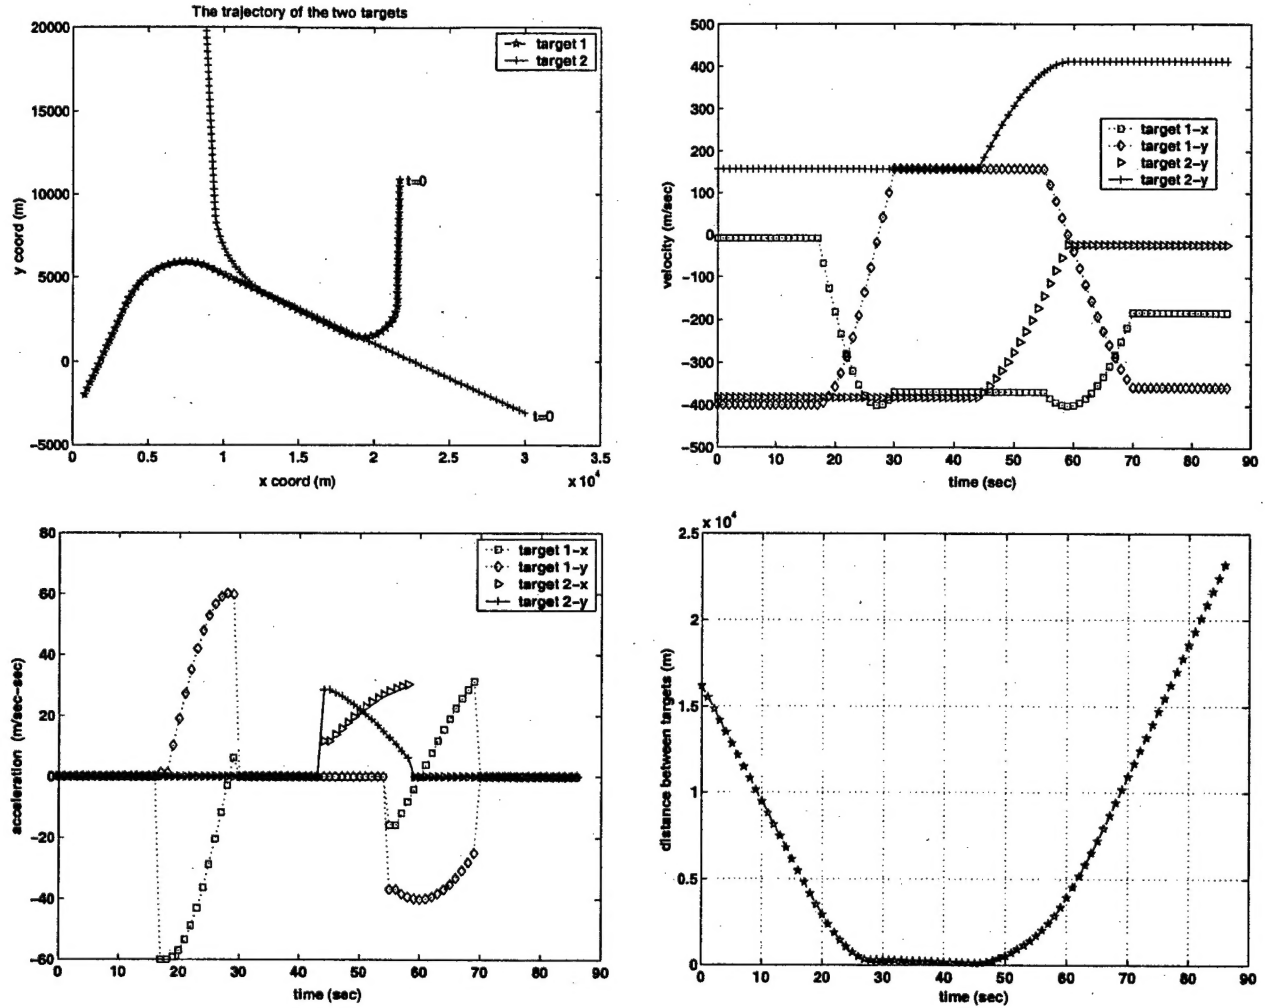 The trajectory of the two targets
20000
15000
10000
5000
0
−5000
y coord (m)
target 1
target 2
t=0
t=0
0 0.5 1 1.5 2 2.5 3 3.5
x coord (m)
x 10^4
500
400
300
200
100
0
−100
−200
−300
−400
−500
velocity (m/sec)
target 1−x
target 1−y
target 2−y
target 2−y
0 10 20 30 40 50 60 70 80 90
time (sec)
80
60
40
20
0
−20
−40
−60
acceleration (m/sec−sec)
target 1−x
target 1−y
target 2−x
target 2−y
0 10 20 30 40 50 60 70 80 90
time (sec)
x 10^4
2.5
2
1.5
1
0.5
0
distance between targets (m)
0 10 20 30 40 50 60 70 80 90
time (sec)